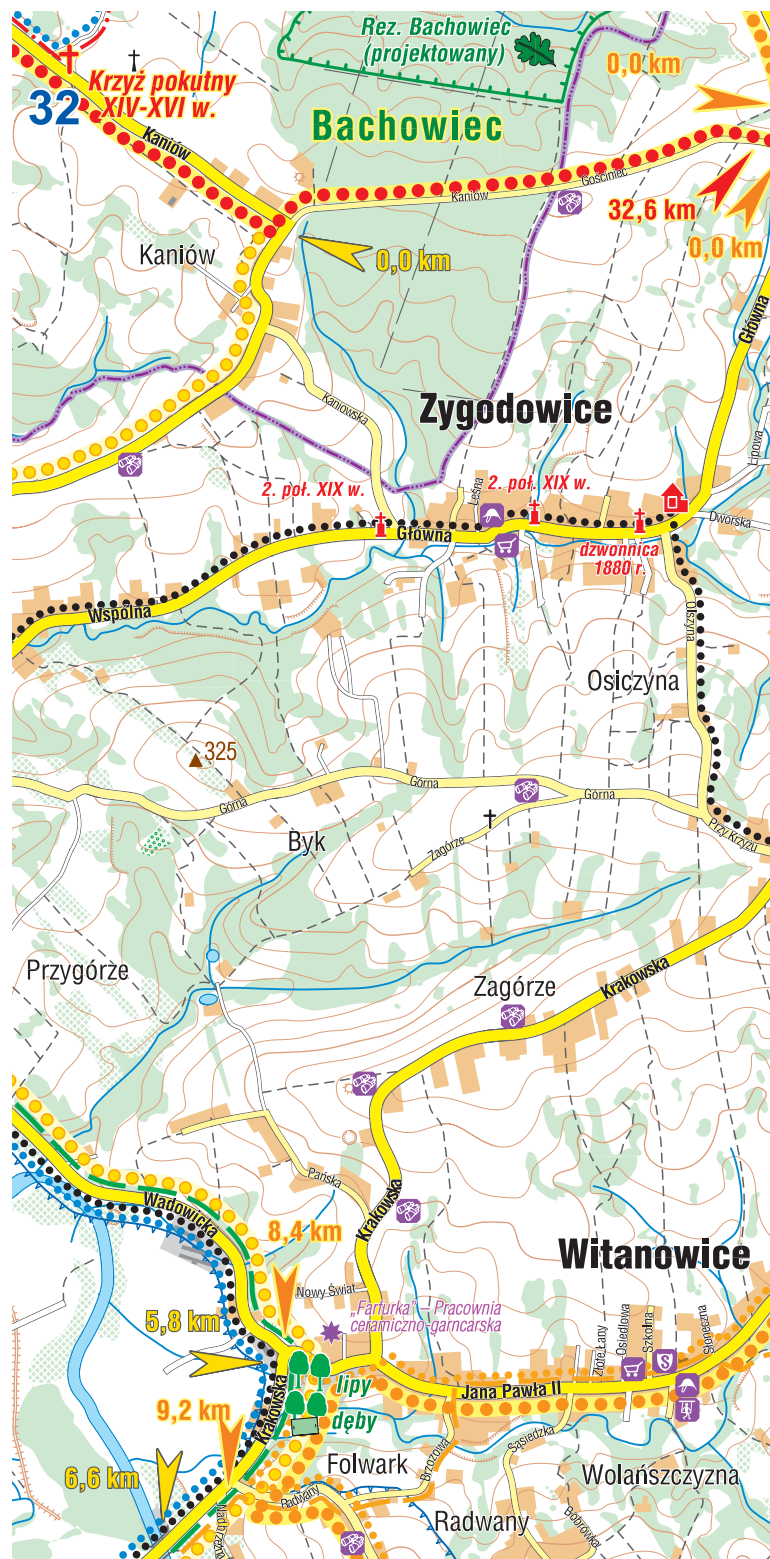 Rez. Bachowiec
(projektowany)
0,0 km
Krzyż pokutny
XIV-XVI w.
32
Bachowiec
Kaniów
Gościniec
Kaniów
32,6 km
0,0 km
Kaniów
0,0 km
Główna
Zygodowice
Kaniowska
Lipowa
2. poł. XIX w.
Leśna
2. poł. XIX w.
Główna
Dworska
dzwonnica
1880 r.
Wspólna
Olszyna
Osiczyna
325
Górna
Górna
Górna
Przy Krzyżu
Byk
Zagórze
Przygórze
Zagórze
Krakowska
Pańska
Wadowicka
Krakowska
8,4 km
Witanowice
Nowy Świat
„Farfurka” – Pracownia
ceramiczno-garncarska
5,8 km
Złote Łany
Osiedlowa
Szkolna
Słoneczna
lipy
Jana Pawła II
Krakowska
dęby
9,2 km
Folwark
Brzozowa
Sąsiedzka
6,6 km
Wolańszczyzna
Radwany
Radwany
Bobrówka